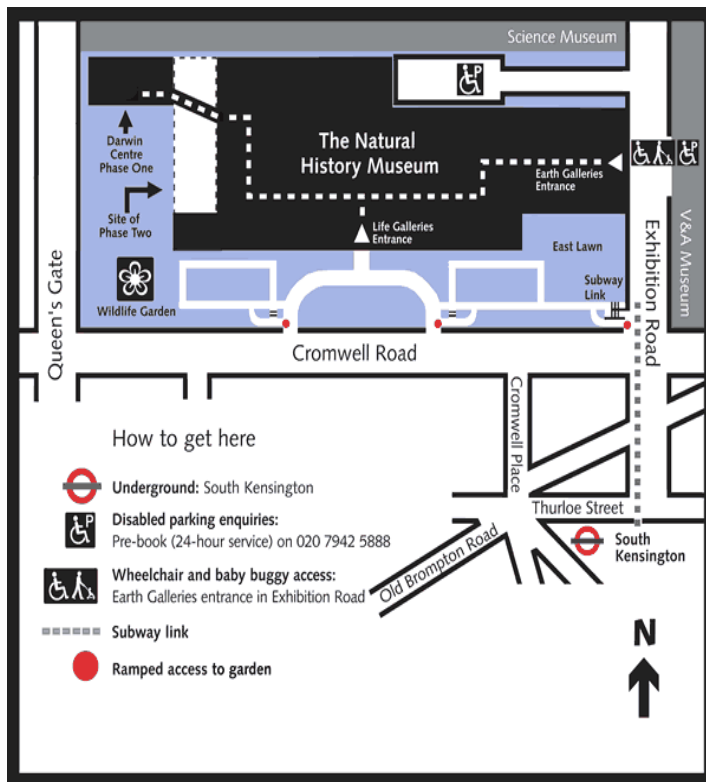 Science Museum
P
Darwin
Centre
Phase One
The Natural
History Museum
Earth Galleries
Entrance
P
Site of
Phase Two
Life Galleries
Entrance
East Lawn
Exhibition Road
V&A Museum
Queen's Gate
Wildlife Garden
Subway
Link
Cromwell Road
Cromwell Place
How to get here
Underground: South Kensington
P
Disabled parking enquiries:
Pre-book (24-hour service) on 020 7942 5888
Wheelchair and baby buggy access:
Earth Galleries entrance in Exhibition Road
Subway link
Ramped access to garden
Thurloe Street
Old Brompton Road
South
Kensington
N